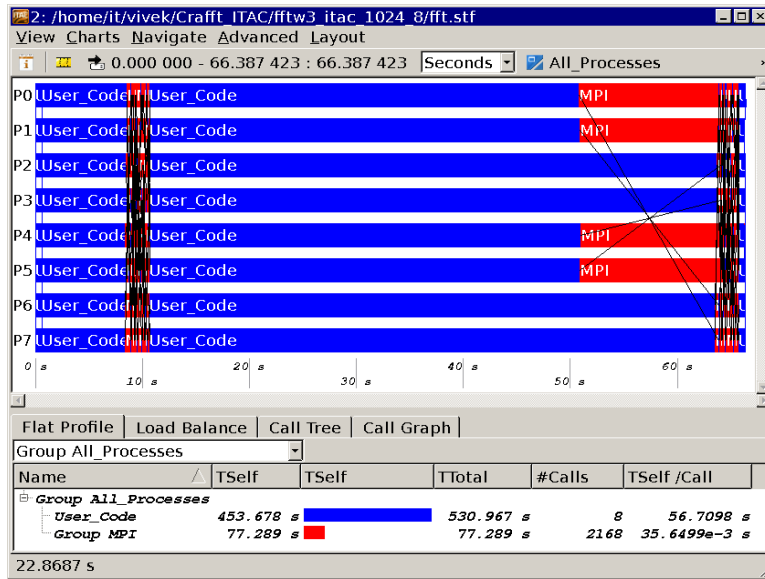 2: /home/it/vivek/Crafft_ITAC/fftw3_itac_1024_8/fft.stf
View Charts Navigate Advanced Layout
0.000 000 - 66.387 423 : 66.387 423 Seconds All_Processes
P0 User_Code User_Code MPI
P1 User_Code User_Code MPI
P2 User_Code User_Code
P3 User_Code User_Code
P4 User_Code User_Code MPI
P5 User_Code User_Code MPI
P6 User_Code User_Code
P7 User_Code User_Code
0 s 20 s 40 s 60 s
10 s 30 s 50 s
Flat Profile Load Balance Call Tree Call Graph
Group All_Processes
Name TSelf TSelf TTotal #Calls TSelf /Call
Group All_Processes
User_Code 453.678 s 530.967 s 8 56.7098 s
Group MPI 77.289 s 77.289 s 2168 35.6499e-3 s
22.8687 s